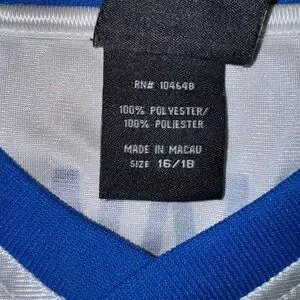 RN# 104648
100% POLYESTER/
100% POLIESTER
MADE IN MACAU
SIZE 16/18